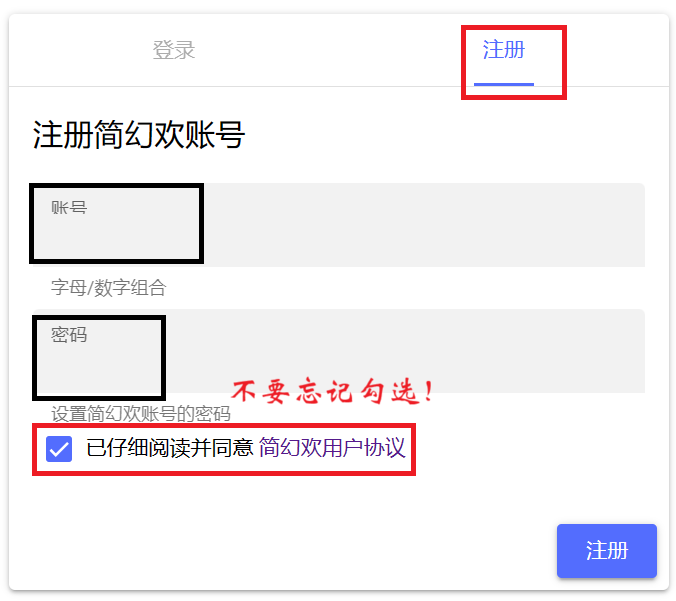 登录
注册
注册简幻欢账号
账号
字母/数字组合
密码
不要忘记勾选！
设置简幻欢账号的密码
已仔细阅读并同意 简幻欢用户协议
注册